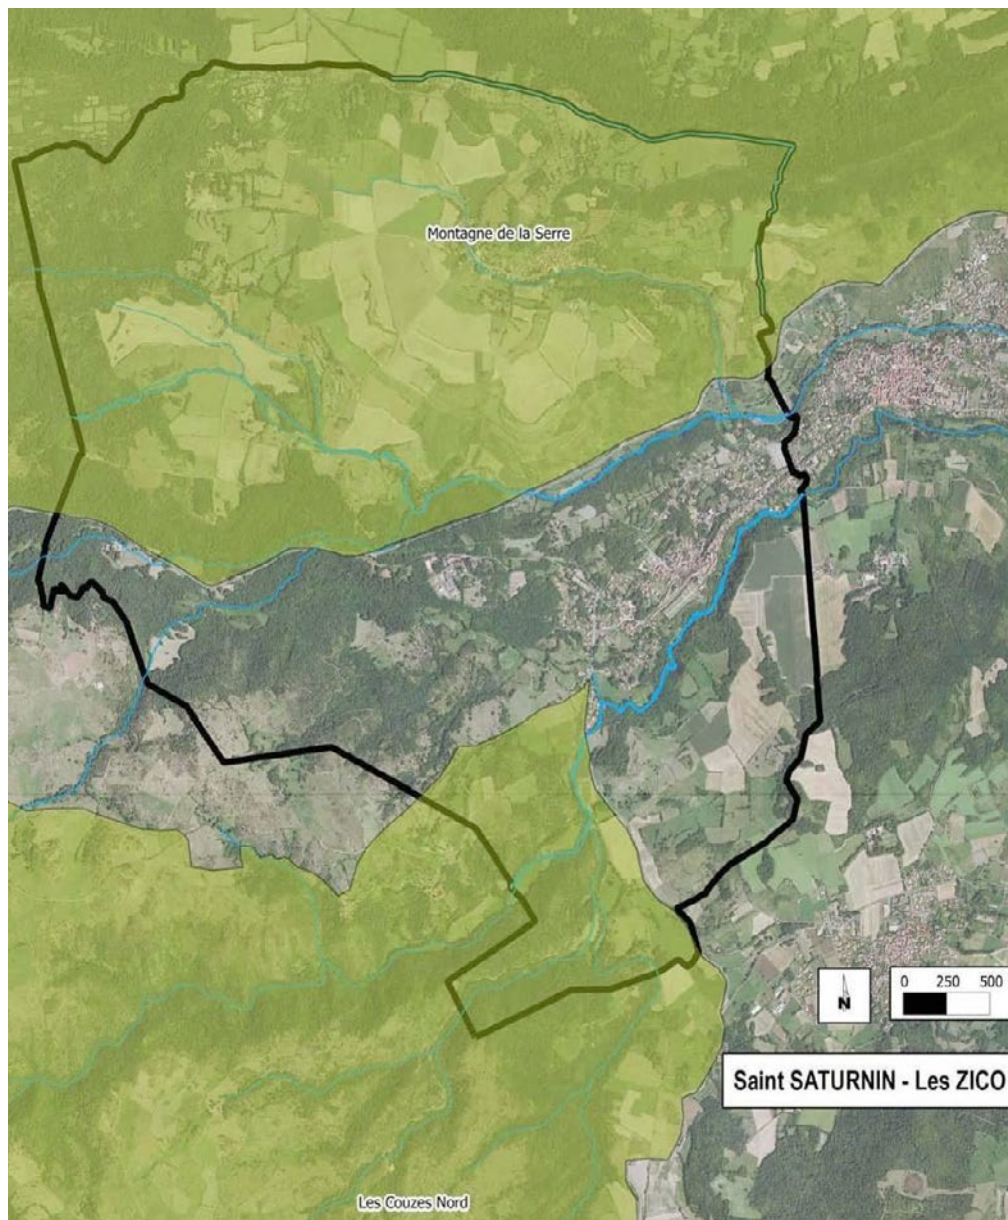 Montagne de la Serre
N
0 250 500
Saint SATURNIN - Les ZICO
Les Couzes Nord